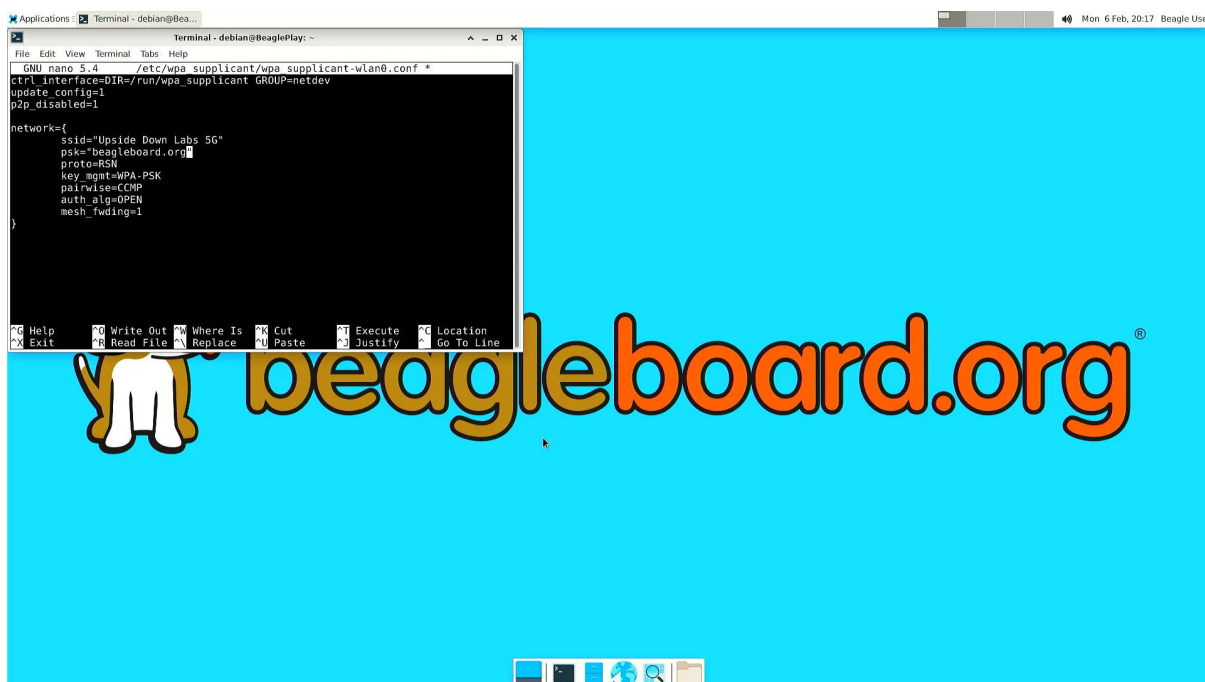 Applications Terminal - debian@Bea...
Mon 6 Feb, 20:17 Beagle Use
Terminal - debian@BeaglePlay: ~
File Edit View Terminal Tabs Help
GNU nano 5.4 /etc/wpa_supplicant/wpa_supplicant-wlan0.conf *
ctrl_interface=DIR=/run/wpa_supplicant GROUP=netdev
update_config=1
p2p_disabled=1
network={
ssid="Upside Down Labs 5G"
psk="beagleboard.org"
proto=RSN
key_mgmt=WPA-PSK
pairwise=CCMP
auth_alg=OPEN
mesh_fwding=1
}
^G Help ^O Write Out ^W Where Is ^K Cut ^T Execute ^C Location
^X Exit ^R Read File ^\ Replace ^U Paste ^J Justify ^_ Go To Line
beagleboard.org®